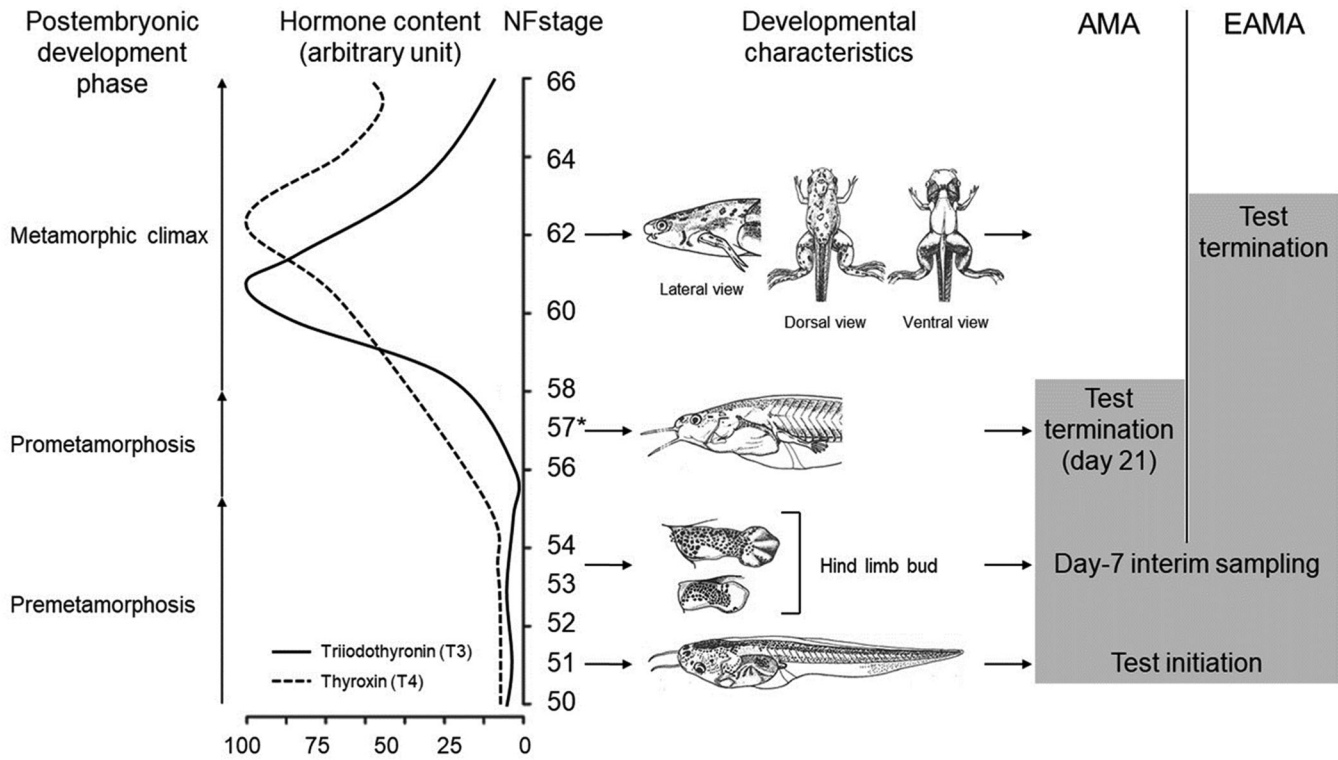 Postembryonic
development
phase
Hormone content
(arbitrary unit)
NFstage
Developmental
characteristics
AMA
EAMA
66
64
62
60
58
57*
56
54
53
52
51
50
Metamorphic climax
Prometamorphosis
Premetamorphosis
Lateral view
Dorsal view
Ventral view
Hind limb bud
Test
termination
Test
termination
(day 21)
Day-7 interim sampling
Test initiation
Triiodothyronin (T3)
Thyroxin (T4)
100
75
50
25
0